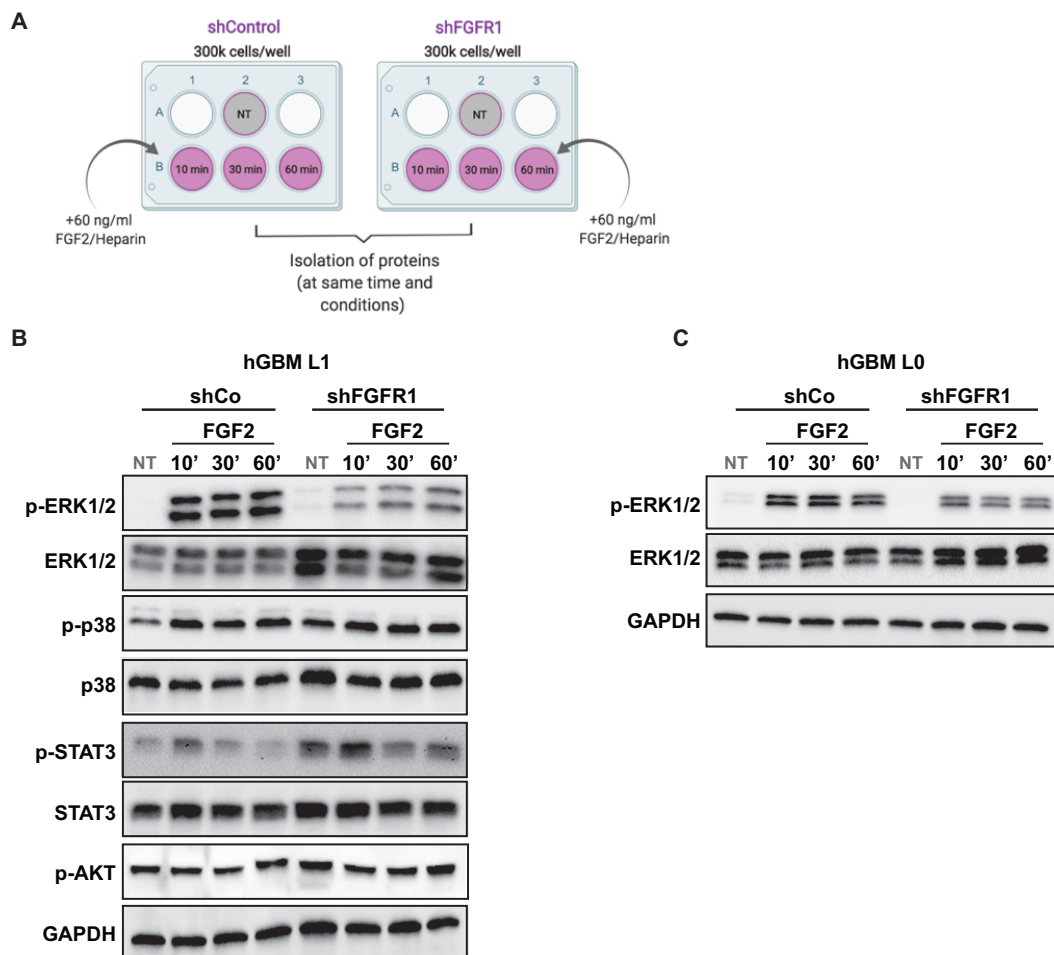 A
shControl
300k cells/well
1 2 3
A NT
B 10 min 30 min 60 min
+60 ng/ml
FGF2/Heparin
shFGFR1
300k cells/well
1 2 3
A NT
B 10 min 30 min 60 min
+60 ng/ml
FGF2/Heparin
Isolation of proteins
(at same time and
conditions)
B
hGBM L1
shCo shFGFR1
FGF2 FGF2
NT 10’ 30’ 60’ NT 10’ 30’ 60’
p-ERK1/2
ERK1/2
p-p38
p38
p-STAT3
STAT3
p-AKT
GAPDH
C
hGBM L0
shCo shFGFR1
FGF2 FGF2
NT 10’ 30’ 60’ NT 10’ 30’ 60’
p-ERK1/2
ERK1/2
GAPDH